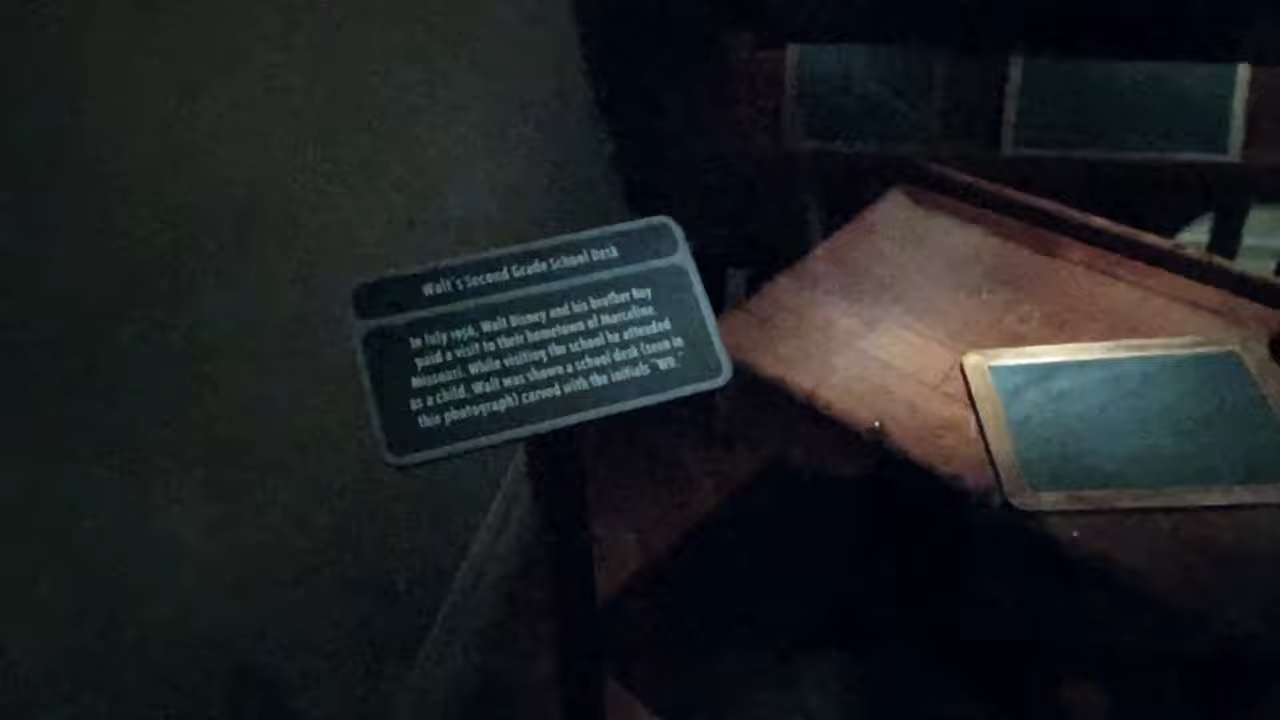 Walt's Second Grade School Desk
In July 1956, Walt Disney and his brother Roy
paid a visit to their hometown of Marceline,
Missouri. While visiting the school he attended
as a child, Walt was shown a school desk (seen in
this photograph) carved with the initials "WD."